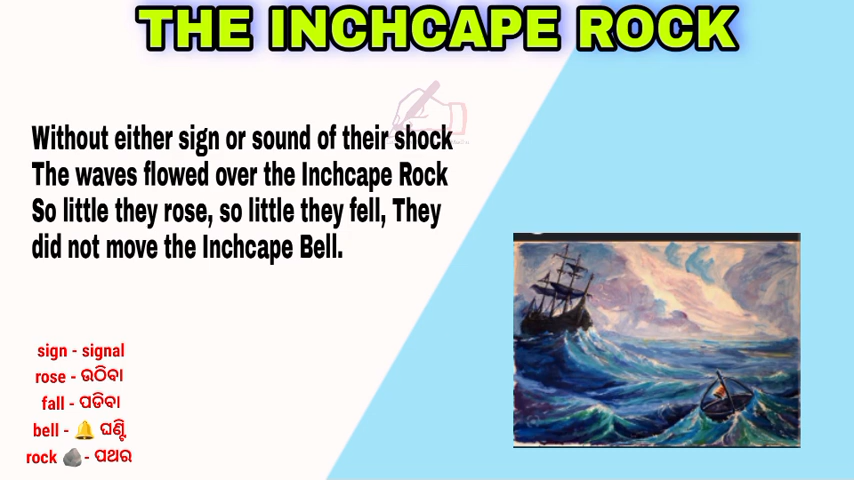 THE INCHCAPE ROCK
Without either sign or sound of their shock
The waves flowed over the Inchcape Rock
So little they rose, so little they fell, They
did not move the Inchcape Bell.
sign - signal
rose - ଉଠିବା
fall - ପଡିବା
bell - 🔔 ଘଣ୍ଟି
rock 🪨 - ପଥର